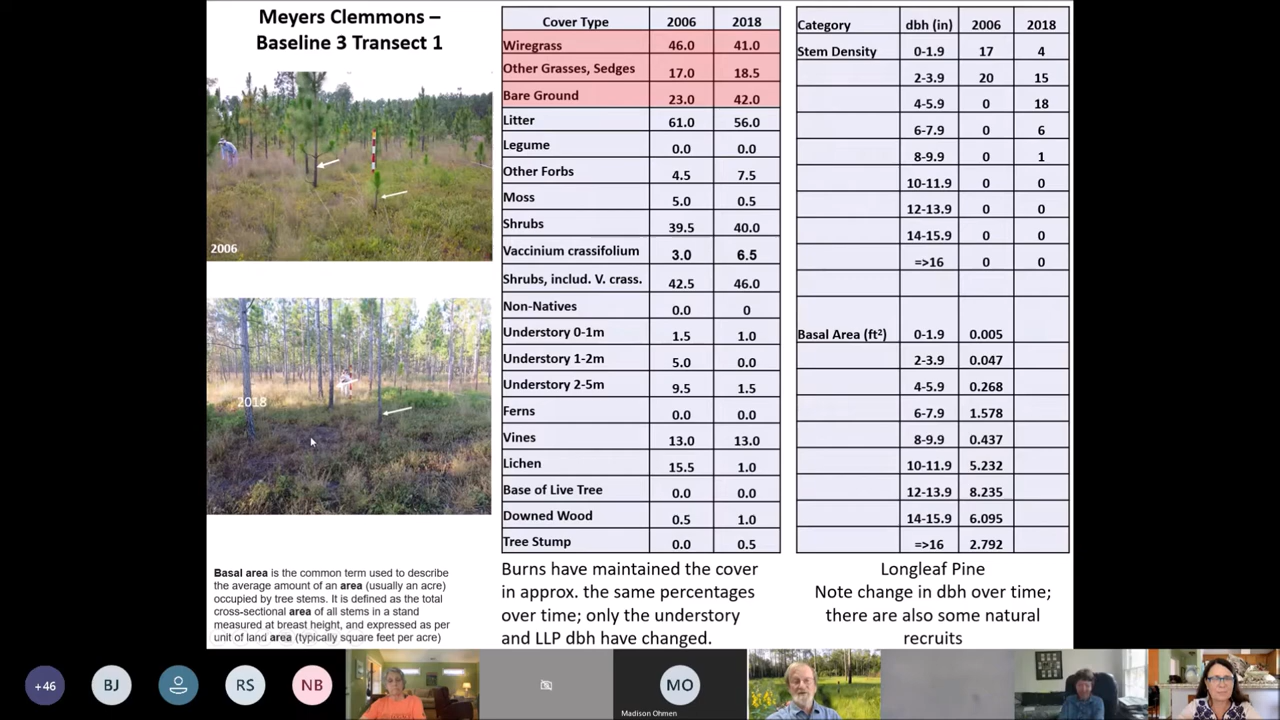 Meyers Clemmons –
Baseline 3 Transect 1
2006
2018
Basal area is the common term used to describe
the average amount of an area (usually an acre)
occupied by tree stems. It is defined as the total
cross-sectional area of all stems in a stand
measured at breast height, and expressed as per
unit of land area (typically square feet per acre)
Cover Type 2006 2018
Wiregrass 46.0 41.0
Other Grasses, Sedges 17.0 18.5
Bare Ground 23.0 42.0
Litter 61.0 56.0
Legume 0.0 0.0
Other Forbs 4.5 7.5
Moss 5.0 0.5
Shrubs 39.5 40.0
Vaccinium crassifolium 3.0 6.5
Shrubs, includ. V. crass. 42.5 46.0
Non-Natives 0.0 0
Understory 0-1m 1.5 1.0
Understory 1-2m 5.0 0.0
Understory 2-5m 9.5 1.5
Ferns 0.0 0.0
Vines 13.0 13.0
Lichen 15.5 1.0
Base of Live Tree 0.0 0.0
Downed Wood 0.5 1.0
Tree Stump 0.0 0.5
Burns have maintained the cover
in approx. the same percentages
over time; only the understory
and LLP dbh have changed.
Category dbh (in) 2006 2018
Stem Density 0-1.9 17 4
2-3.9 20 15
4-5.9 0 18
6-7.9 0 6
8-9.9 0 1
10-11.9 0 0
12-13.9 0 0
14-15.9 0 0
=>16 0 0
Basal Area (ft²) 0-1.9 0.005
2-3.9 0.047
4-5.9 0.268
6-7.9 1.578
8-9.9 0.437
10-11.9 5.232
12-13.9 8.235
14-15.9 6.095
=>16 2.792
Longleaf Pine
Note change in dbh over time;
there are also some natural
recruits
+46
BJ
RS
NB
MO
Madison Ohmen